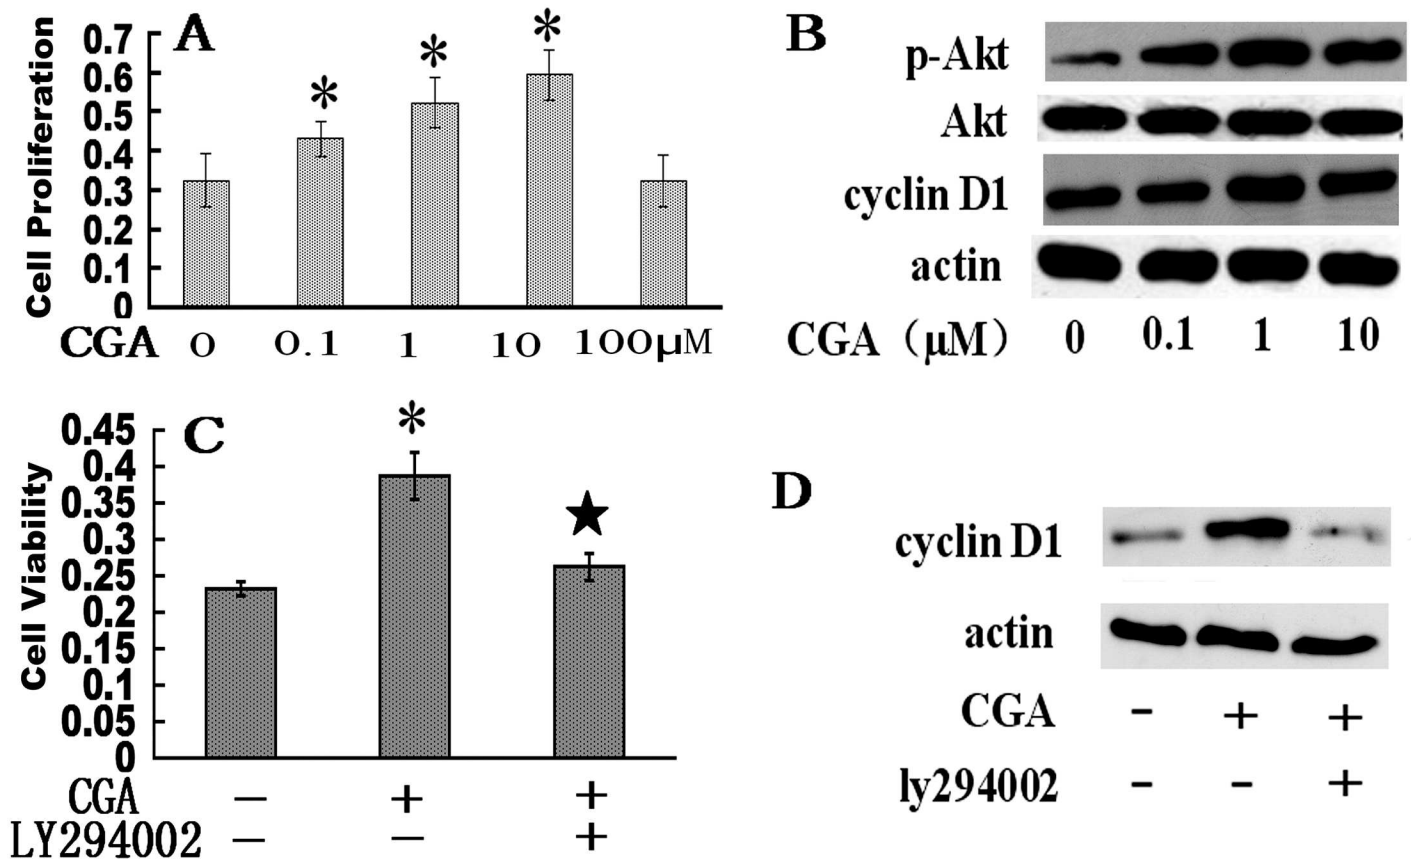 A
Cell Proliferation
0.7
0.6
0.5
0.4
0.3
0.2
0.1
0
* * *
CGA 0 0.1 1 10 100μM
B
p-Akt
Akt
cyclin D1
actin
CGA (μM) 0 0.1 1 10
C
Cell Viability
0.45
0.4
0.35
0.3
0.25
0.2
0.15
0.1
0.05
0
* ★
CGA — + +
LY294002 — — +
D
cyclin D1
actin
CGA - + +
ly294002 - - +